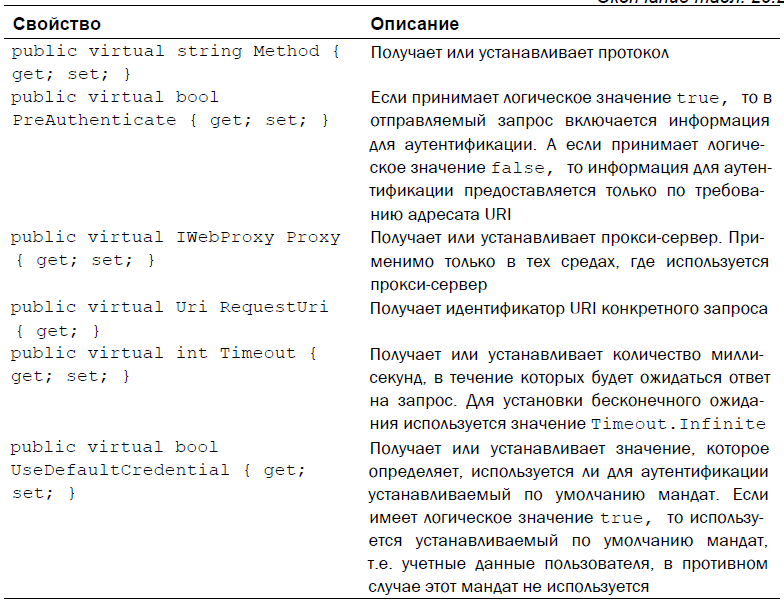 Свойство Описание
public virtual string Method { Получает или устанавливает протокол
get; set; }
public virtual bool Если принимает логическое значение true, то в
PreAuthenticate { get; set; } отправляемый запрос включается информация
для аутентификации. А если принимает логиче-
ское значение false, то информация для аутен-
тификации предоставляется только по требова-
нию адресата URI
public virtual IWebProxy Proxy Получает или устанавливает прокси-сервер. При-
{ get; set; } менимо только в тех средах, где используется
прокси-сервер
public virtual Uri RequestUri Получает идентификатор URI конкретного запроса
{ get; }
public virtual int Timeout { Получает или устанавливает количество милли-
get; set; } секунд, в течение которых будет ожидаться ответ
на запрос. Для установки бесконечного ожида-
ния используется значение Timeout.Infinite
public virtual bool Получает или устанавливает значение, которое
UseDefaultCredential { get; определяет, используется ли для аутентификации
set; } устанавливаемый по умолчанию мандат. Если
имеет логическое значение true, то использу-
ется устанавливаемый по умолчанию мандат,
т.е. учетные данные пользователя, в противном
случае этот мандат не используется